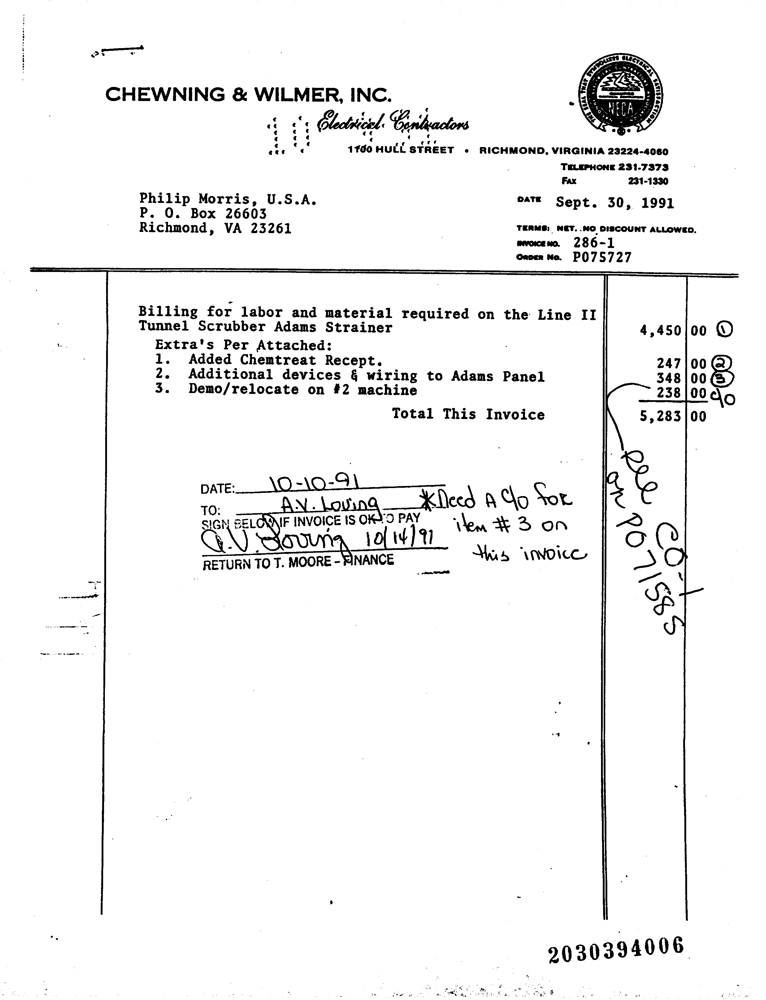 CHEWNING & WILMER, INC.
Electrical Contractors
NECA
1100 HULL STREET • RICHMOND, VIRGINIA 23224-4060
TELEPHONE 231-7373
FAX 231-1330
Philip Morris, U.S.A.
P. O. Box 26603
Richmond, VA 23261
DATE Sept. 30, 1991
TERMS: NET. NO DISCOUNT ALLOWED.
INVOICE NO. 286-1
ORDER NO. P075727
Billing for labor and material required on the Line II
Tunnel Scrubber Adams Strainer 4,450 00 1
Extra's Per Attached:
1. Added Chemtreat Recept. 247 00 2
2. Additional devices & wiring to Adams Panel 348 00 3
3. Demo/relocate on #2 machine 238 00 c/o
Total This Invoice 5,283 00
DATE: 10-10-91
TO: A.V. Loving
SIGN BELOW IF INVOICE IS OK TO PAY
A.V. Loving 10/14/91
RETURN TO T. MOORE - FINANCE
*Need A c/o for
item # 3 on
this invoice
see CO-1
on P071585
2030394006